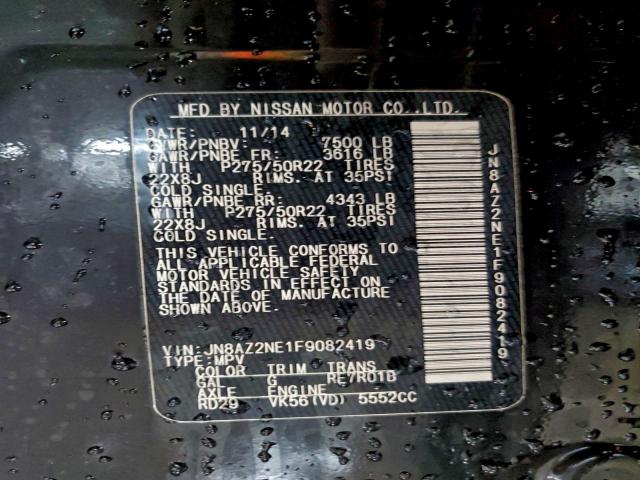 MFD BY NISSAN MOTOR CO.,LTD.
DATE: 11/14
GVWR/PNBV: 7500 LB
GAWR/PNBE FR: 3616 LB
WITH P275/50R22 TIRES
22X8J RIMS. AT 35PSI
COLD SINGLE.
GAWR/PNBE RR: 4343 LB
WITH P275/50R22 TIRES
22X8J RIMS. AT 35PSI
COLD SINGLE.
THIS VEHICLE CONFORMS TO
ALL APPLICABLE FEDERAL
MOTOR VEHICLE SAFETY
STANDARDS IN EFFECT ON
THE DATE OF MANUFACTURE
SHOWN ABOVE.
VIN: JN8AZ2NE1F9082419
TYPE: MPV
COLOR TRIM TRANS
GAL G RE7R01B
AXLE ENGINE
RD29 VK56(VD) 5552CC
JN8AZ2NE1F9082419